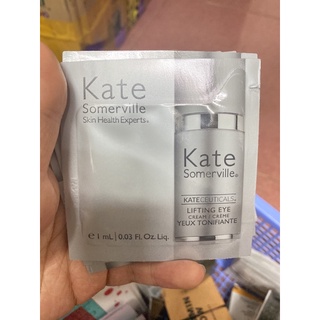 Kate
Somerville
Skin Health Experts®
℮ 1 mL | 0.03 Fl. Oz. Liq.
Kate
Somerville®
KATECEUTICALS™
LIFTING EYE
CREAM / CRÈME
YEUX TONIFIANTE